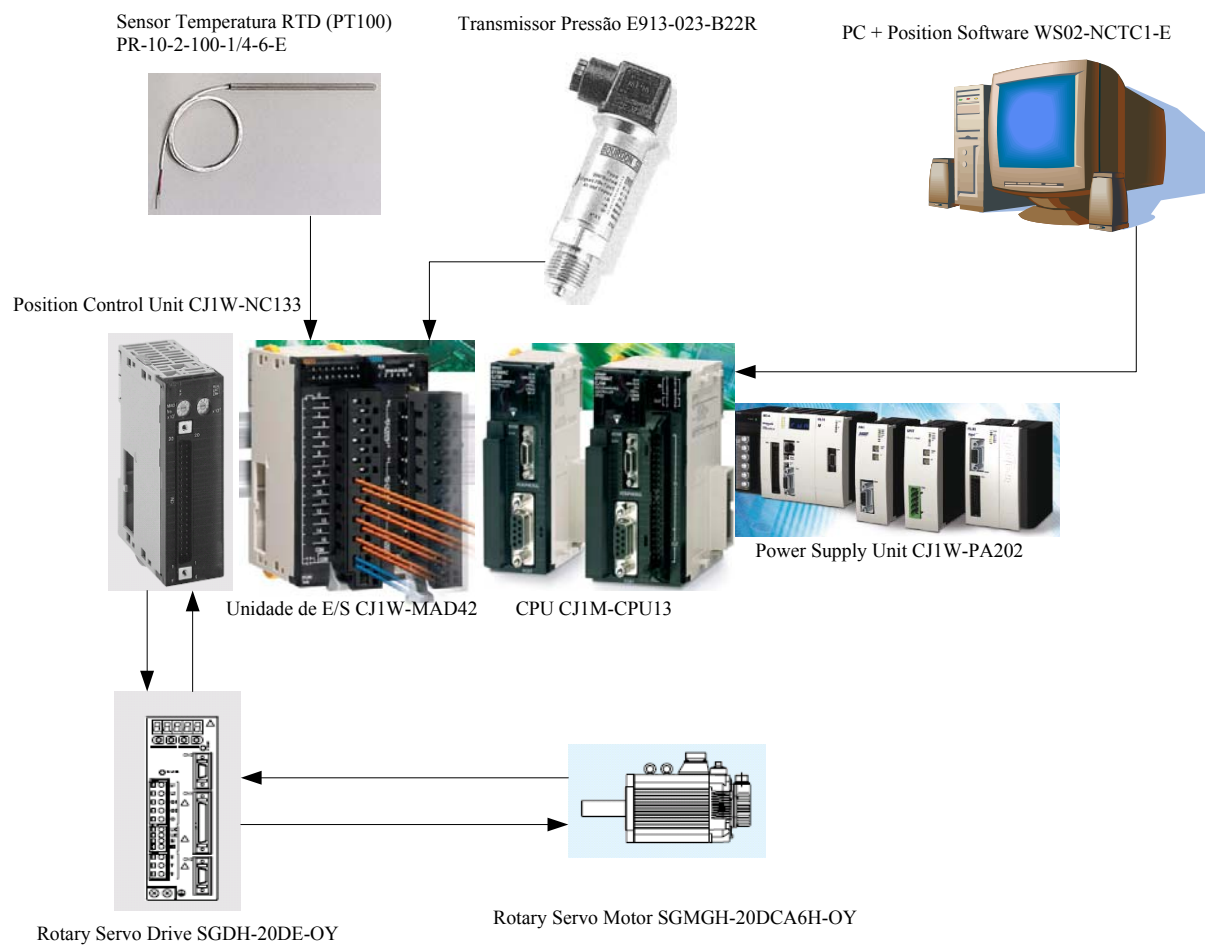 Sensor Temperatura RTD (PT100)
PR-10-2-100-1/4-6-E
Transmissor Pressão E913-023-B22R
PC + Position Software WS02-NCTC1-E
Position Control Unit CJ1W-NC133
Power Supply Unit CJ1W-PA202
Unidade de E/S CJ1W-MAD42
CPU CJ1M-CPU13
Rotary Servo Motor SGMGH-20DCA6H-OY
Rotary Servo Drive SGDH-20DE-OY